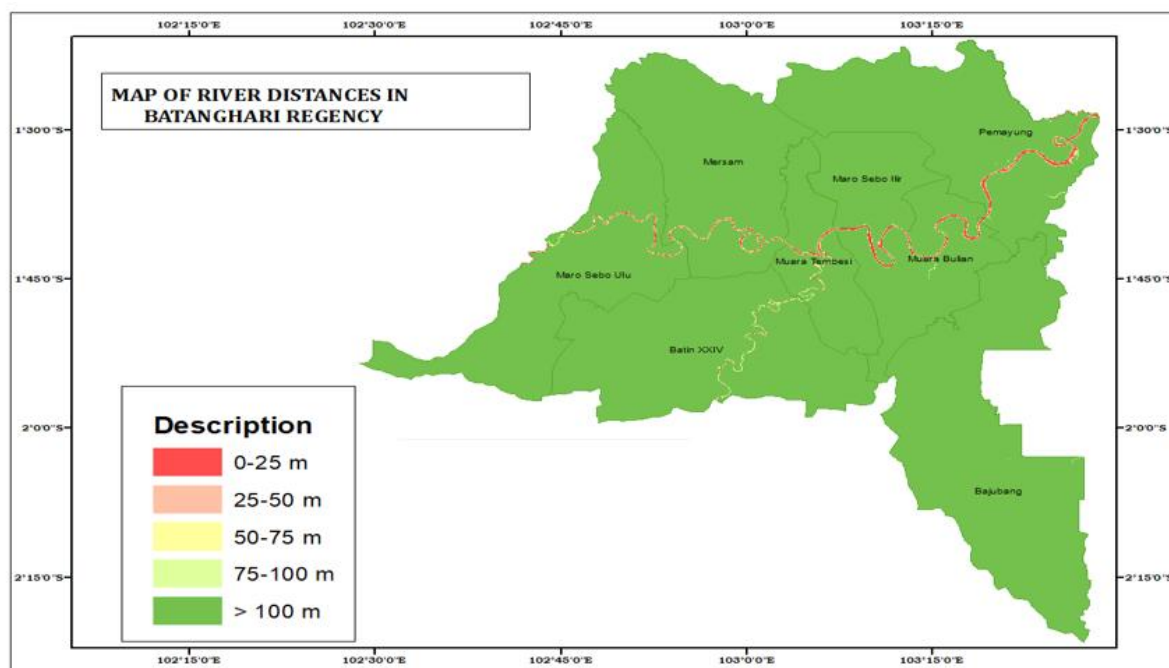 102°15'0"E 102°30'0"E 102°45'0"E 103°0'0"E 103°15'0"E
MAP OF RIVER DISTANCES IN
BATANGHARI REGENCY
1°30'0"S 1°30'0"S
Pemayung
Mersam
Maro Sebo Ilir
Muara Tembesi
Muara Bulian
Maro Sebo Ulu
1°45'0"S 1°45'0"S
Batin XXIV
Description
2°0'0"S 2°0'0"S
0-25 m
25-50 m
Bajubang
50-75 m
75-100 m
2°15'0"S 2°15'0"S
> 100 m
102°15'0"E 102°30'0"E 102°45'0"E 103°0'0"E 103°15'0"E